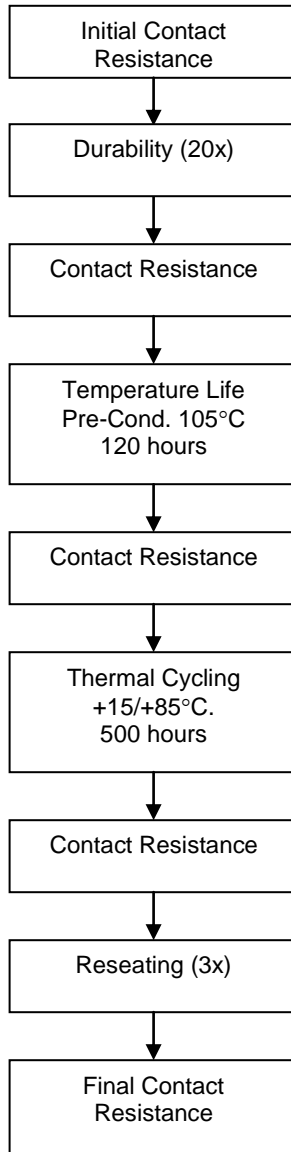 Initial Contact
Resistance
Durability (20x)
Contact Resistance
Temperature Life
Pre-Cond. 105°C
120 hours
Contact Resistance
Thermal Cycling
+15/+85°C.
500 hours
Contact Resistance
Reseating (3x)
Final Contact
Resistance